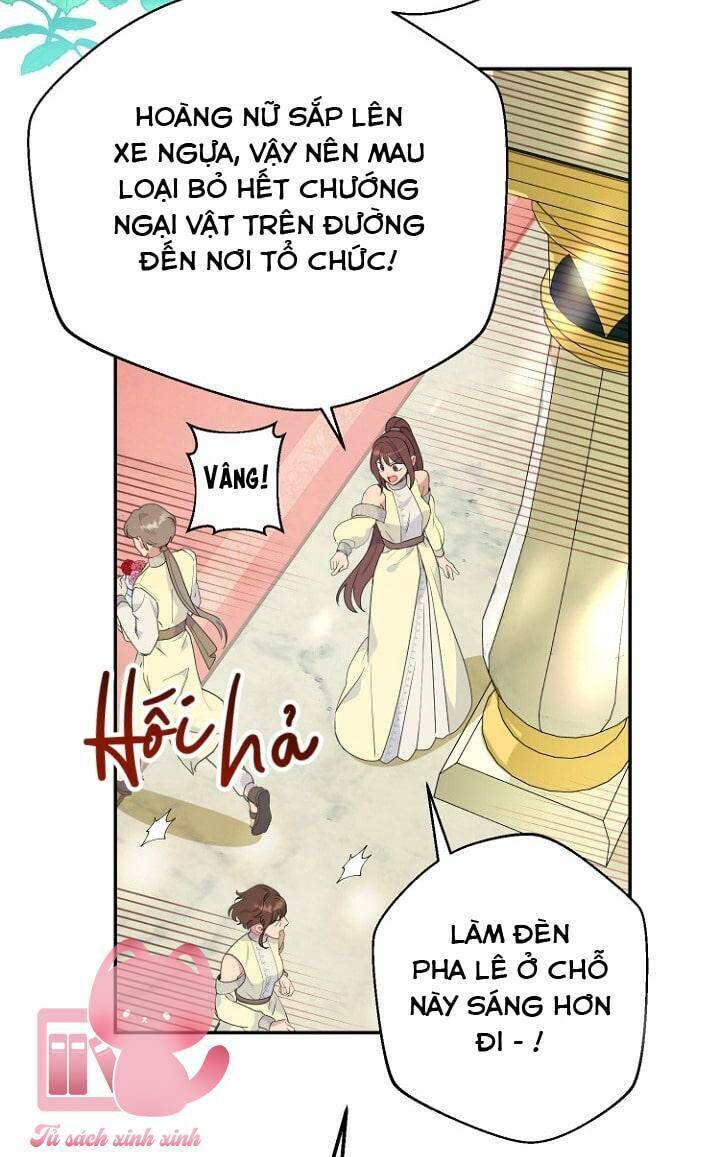 HOÀNG NỮ SẮP LÊN
XE NGỰA, VẬY NÊN MAU
LOẠI BỎ HẾT CHƯỚNG
NGẠI VẬT TRÊN ĐƯỜNG
ĐẾN NƠI TỔ CHỨC!
VÂNG!
Hối hả
LÀM ĐÈN
PHA LÊ Ở CHỖ
NÀY SÁNG HƠN
ĐI - !
Tủ sách xinh xinh